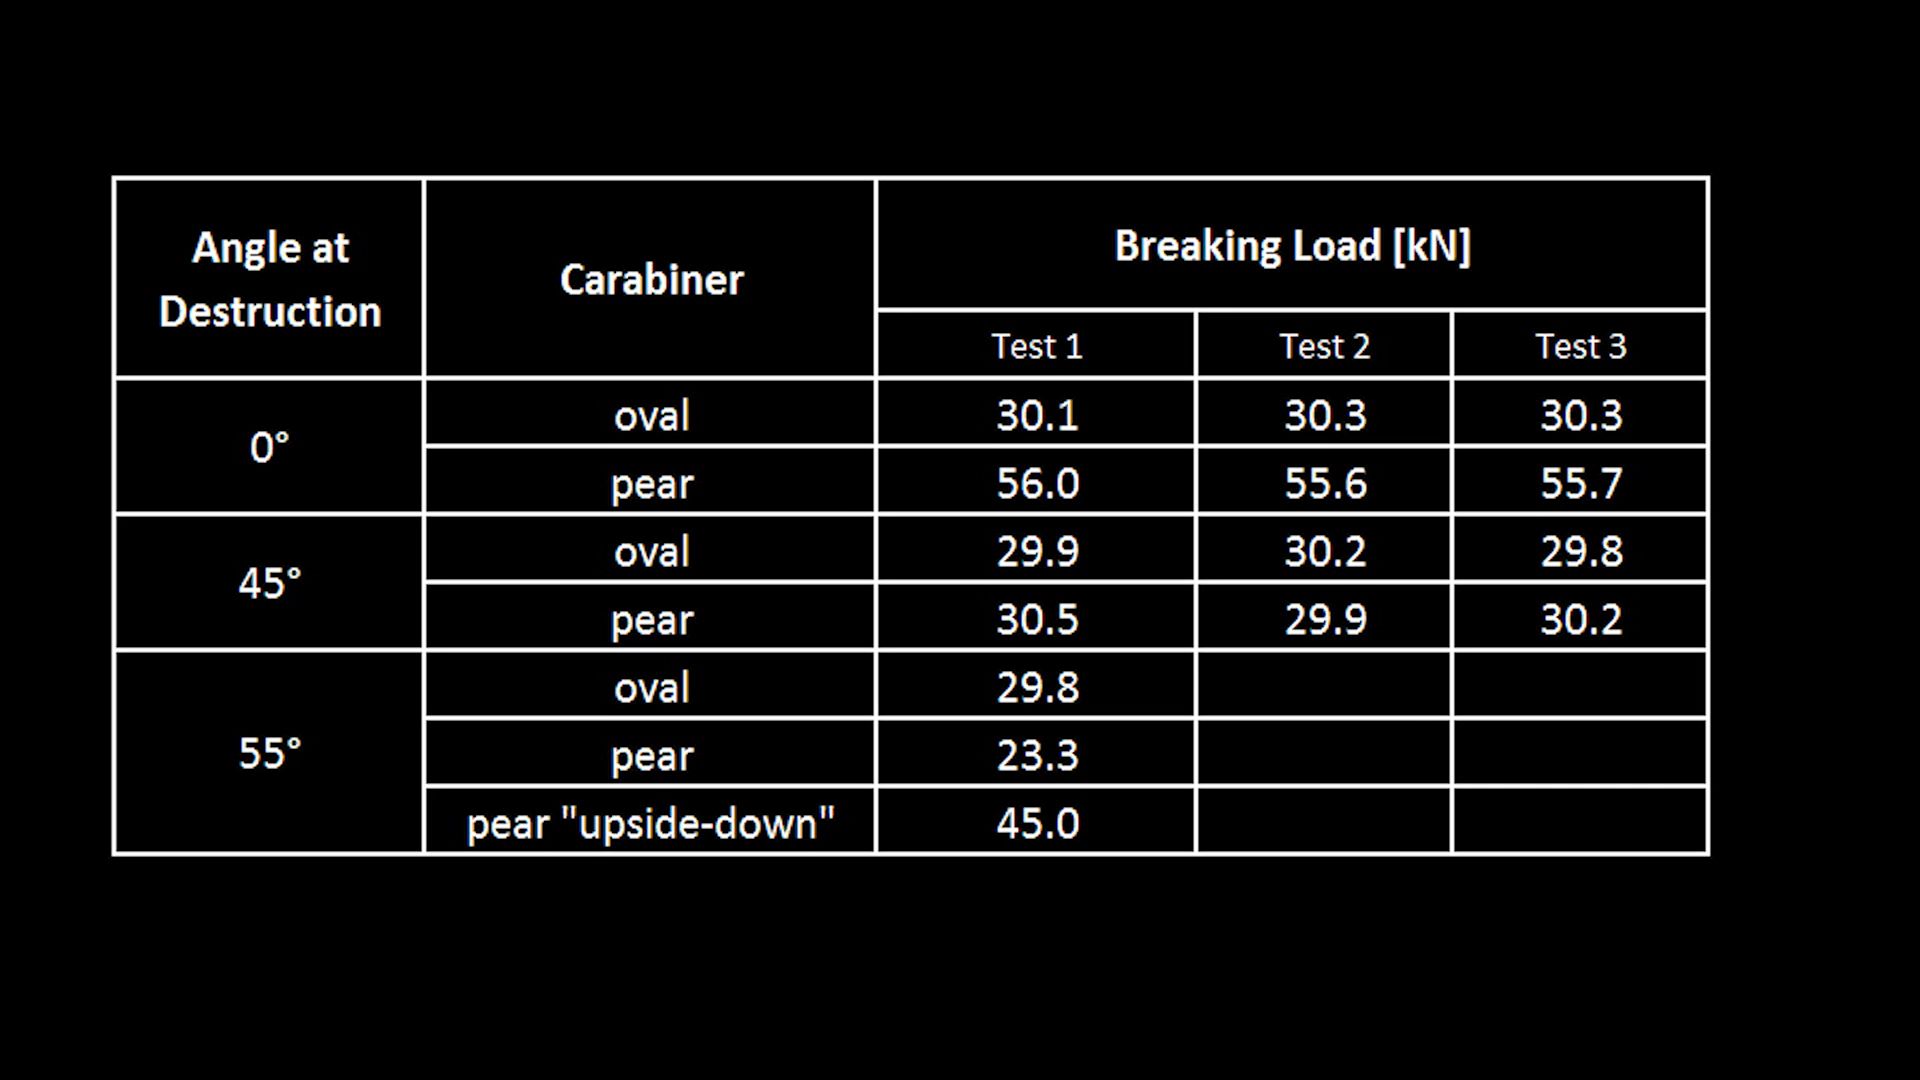 Angle at
Destruction
Carabiner
Breaking Load [kN]
Test 1 Test 2 Test 3
0°
oval 30.1 30.3 30.3
pear 56.0 55.6 55.7
45°
oval 29.9 30.2 29.8
pear 30.5 29.9 30.2
55°
oval 29.8
pear 23.3
pear "upside-down" 45.0